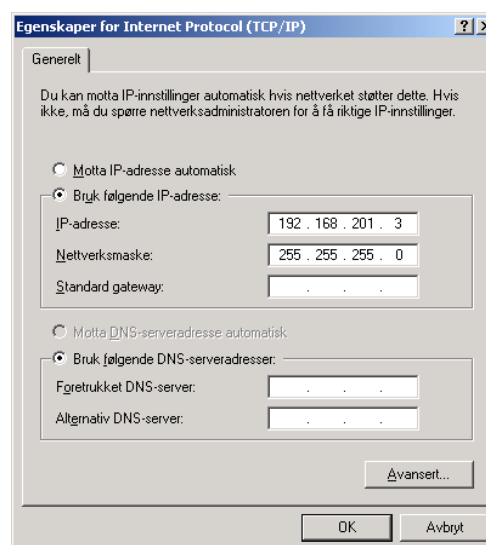 Egenskaper for Internet Protocol (TCP/IP)
Generelt
Du kan motta IP-innstillinger automatisk hvis nettverket støtter dette. Hvis
ikke, må du spørre nettverksadministratoren for å få riktige IP-innstillinger.
Motta IP-adresse automatisk
Bruk følgende IP-adresse:
IP-adresse: 192 . 168 . 201 . 3
Nettverksmaske: 255 . 255 . 255 . 0
Standard gateway: . . .
Motta DNS-serveradresse automatisk
Bruk følgende DNS-serveradresser:
Foretrukket DNS-server: . . .
Alternativ DNS-server: . . .
Avansert...
OK Avbryt